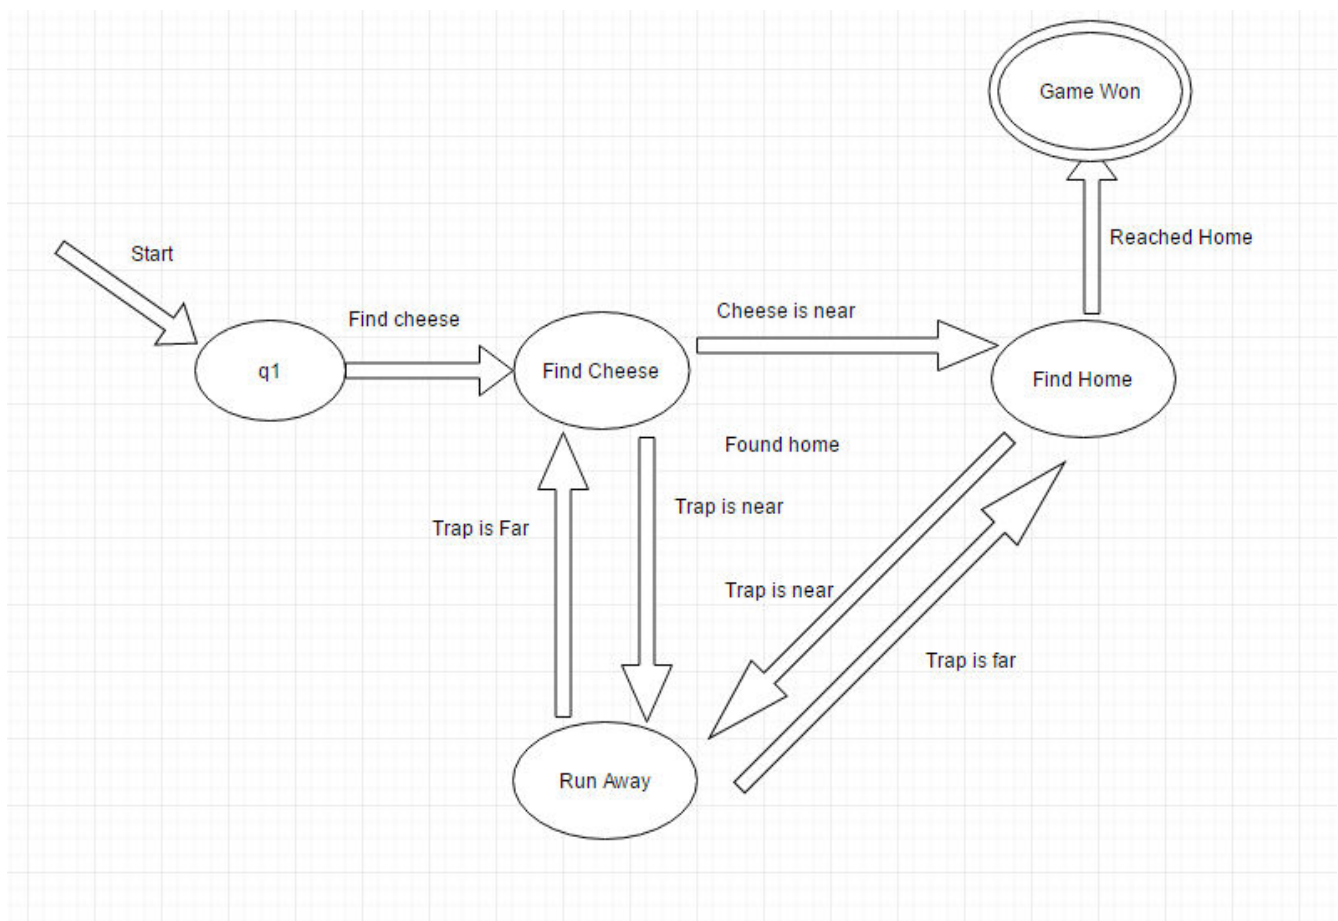 Game Won
Reached Home
Start
Find cheese
Cheese is near
q1
Find Cheese
Find Home
Found home
Trap is near
Trap is Far
Trap is near
Trap is far
Run Away